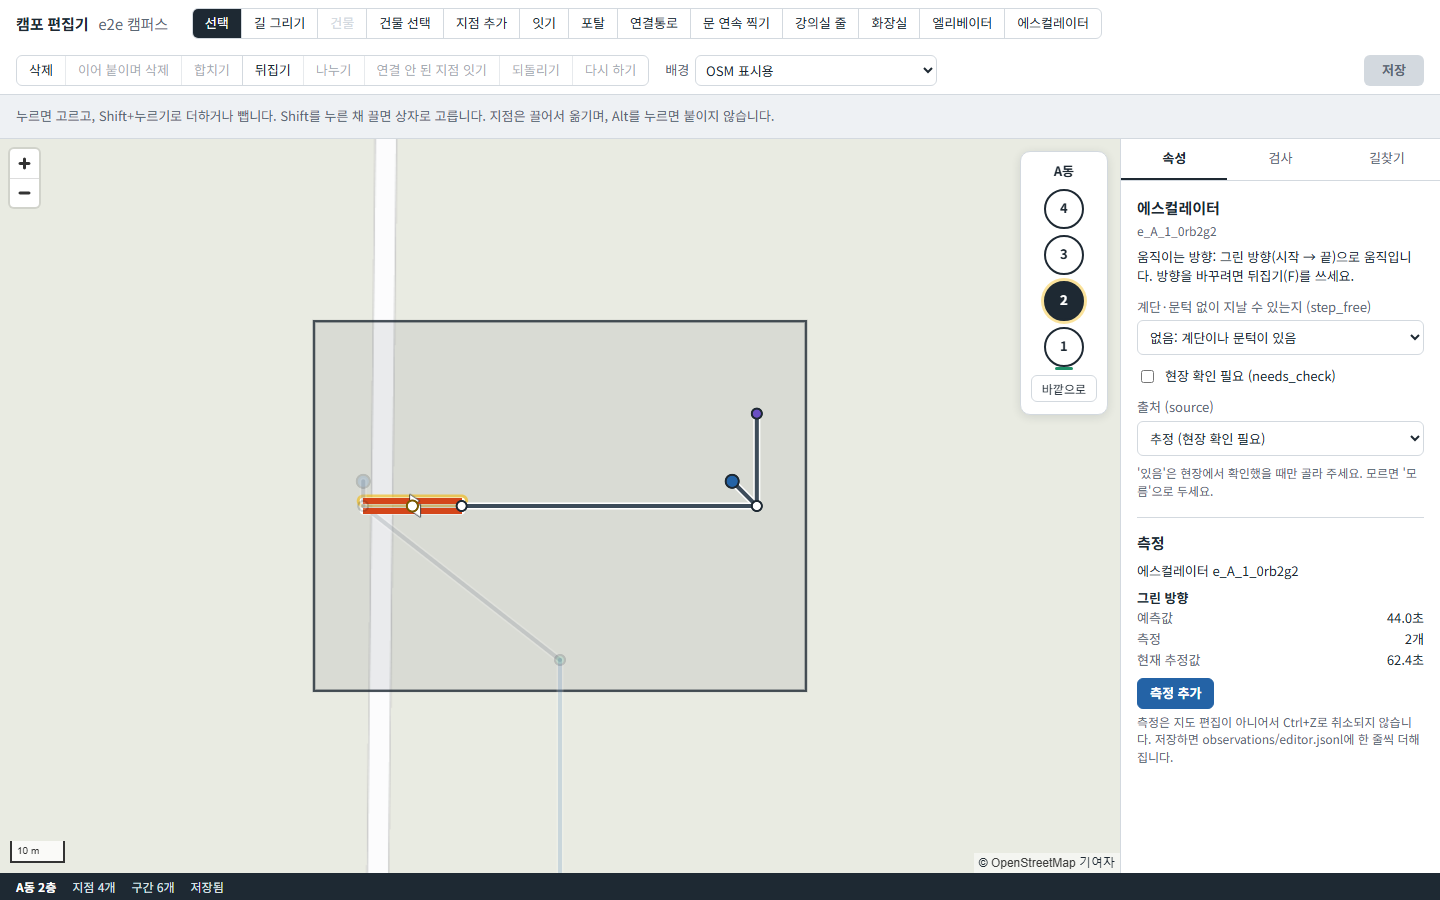 캠포 편집기 e2e 캠퍼스 선택 길 그리기 건물 건물 선택 지점 추가 잇기 포탈 연결통로 문 연속 찍기 강의실 줄 화장실 엘리베이터 에스컬레이터
삭제 이어 붙이며 삭제 합치기 뒤집기 나누기 연결 안 된 지점 잇기 되돌리기 다시 하기 배경 OSM 표시용 저장
누르면 고르고, Shift+누르기로 더하거나 뺍니다. Shift를 누른 채 끌면 상자로 고릅니다. 지점은 끌어서 옮기며, Alt를 누르면 붙이지 않습니다.
+
−
A동
4
3
2
1
바깥으로
10 m
© OpenStreetMap 기여자
속성 검사 길찾기
에스컬레이터
e_A_1_0rb2g2
움직이는 방향: 그린 방향(시작 → 끝)으로 움직입니
다. 방향을 바꾸려면 뒤집기(F)를 쓰세요.
계단·문턱 없이 지날 수 있는지 (step_free)
없음: 계단이나 문턱이 있음
현장 확인 필요 (needs_check)
출처 (source)
추정 (현장 확인 필요)
'있음'은 현장에서 확인했을 때만 골라 주세요. 모르면 '모
름'으로 두세요.
측정
에스컬레이터 e_A_1_0rb2g2
그린 방향
예측값 44.0초
측정 2개
현재 추정값 62.4초
측정 추가
측정은 지도 편집이 아니어서 Ctrl+Z로 취소되지 않습니
다. 저장하면 observations/editor.jsonl에 한 줄씩 더해
집니다.
A동 2층 지점 4개 구간 6개 저장됨